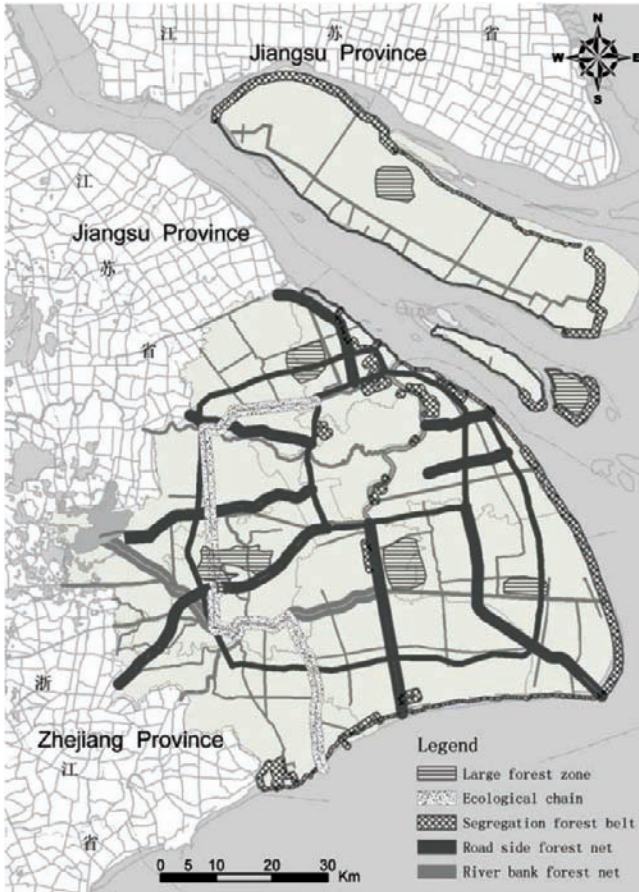 江 苏 省
Jiangsu Province
N
W E
S
江
Jiangsu Province
苏
省
浙
Zhejiang Province
江
省
Legend
Large forest zone
Ecological chain
Segregation forest belt
Road side forest net
River bank forest net
0 5 10 20 30
Km